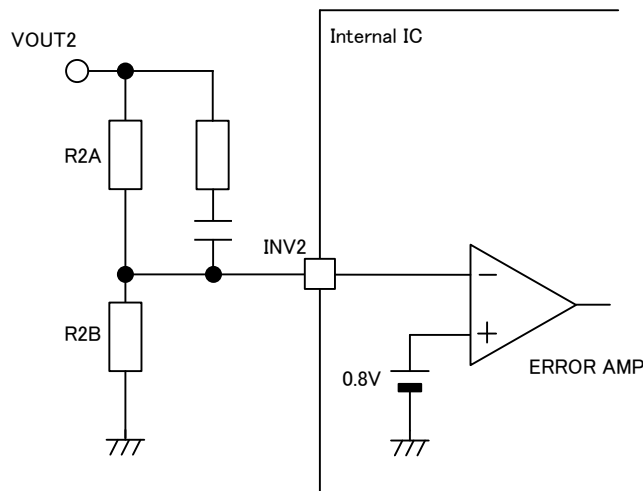 Internal IC
VOUT2
R2A
INV2
R2B
0.8V
ERROR AMP